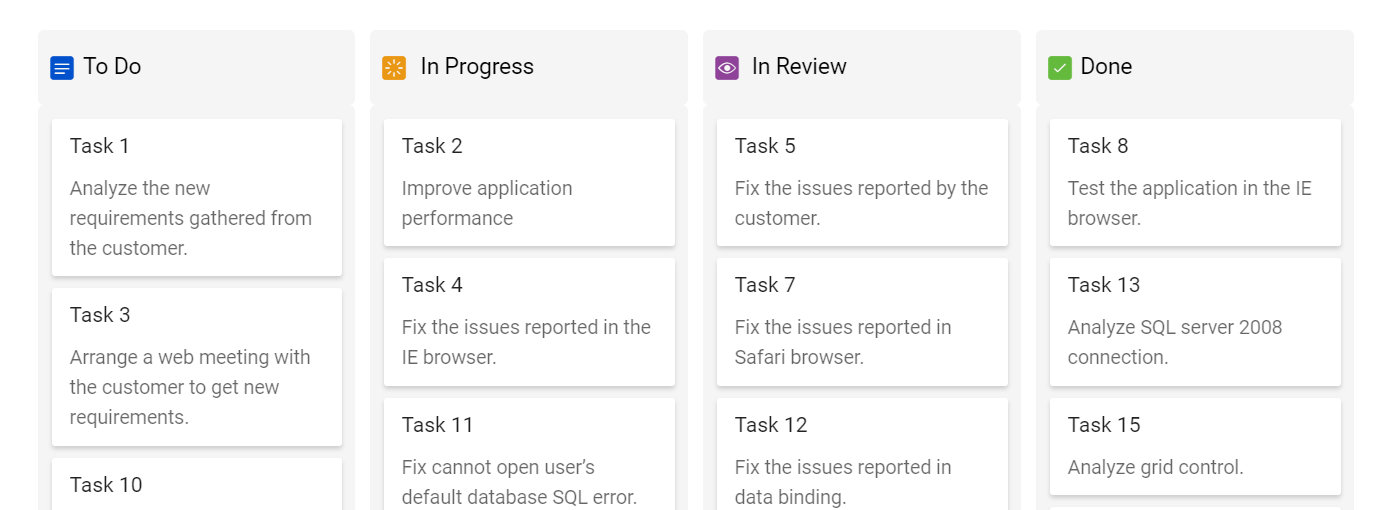 To Do
Task 1
Analyze the new
requirements gathered from
the customer.
Task 3
Arrange a web meeting with
the customer to get new
requirements.
Task 10
In Progress
Task 2
Improve application
performance
Task 4
Fix the issues reported in the
IE browser.
Task 11
Fix cannot open user’s
default database SQL error.
In Review
Task 5
Fix the issues reported by the
customer.
Task 7
Fix the issues reported in
Safari browser.
Task 12
Fix the issues reported in
data binding.
Done
Task 8
Test the application in the IE
browser.
Task 13
Analyze SQL server 2008
connection.
Task 15
Analyze grid control.